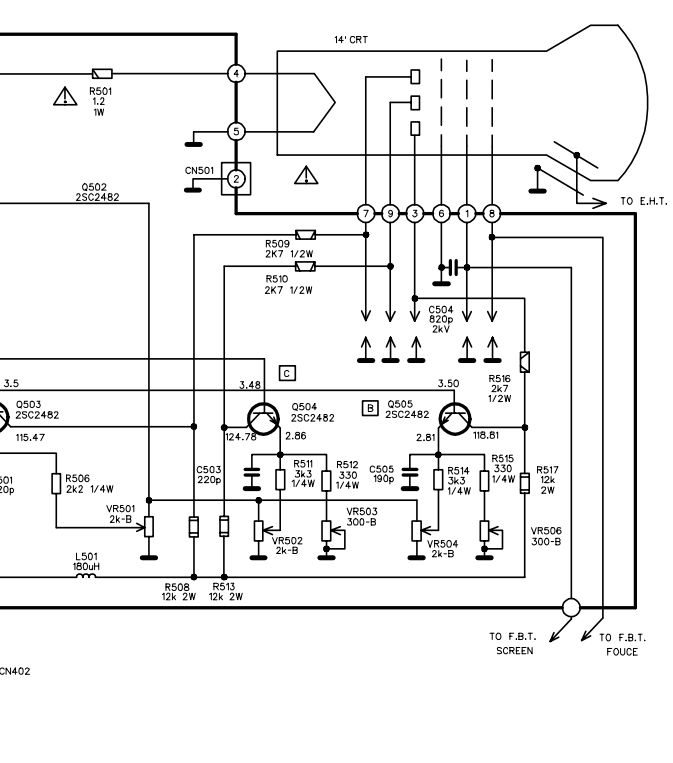 14' CRT
R501
1.2
1W
4
5
CN501
2
Q502
2SC2482
TO E.H.T.
7
9
3
6
1
8
R509
2K7 1/2W
R510
2K7 1/2W
C504
820p
2kV
R516
2k7
1/2W
3.5
3.48
C
3.50
Q503
2SC2482
Q504
2SC2482
B
Q505
2SC2482
115.47
124.78
2.86
2.81
118.81
501
20p
R506
2k2 1/4W
C503
220p
R511
3k3
1/4W
R512
330
1/4W
C505
190p
R514
3k3
1/4W
R515
330
1/4W
R517
12k
2W
VR501
2k-B
VR502
2k-B
VR503
300-B
VR504
2k-B
VR506
300-B
L501
180uH
R508
12k 2W
R513
12k 2W
TO F.B.T.
SCREEN
TO F.B.T.
FOUCE
CN402